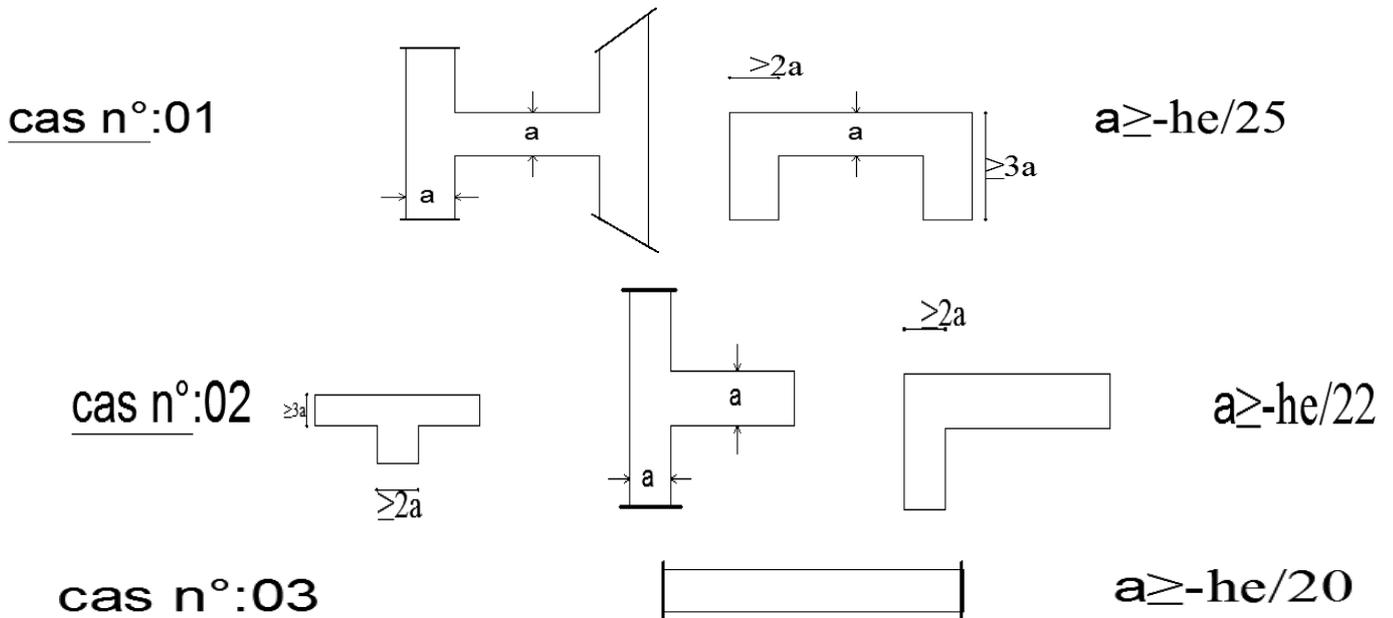 cas n°:01
≥2a
a
a
a
≥3a
a≥-he/25
cas n°:02
≥3a
≥2a
a
a
≥2a
a≥-he/22
cas n°:03
a≥-he/20